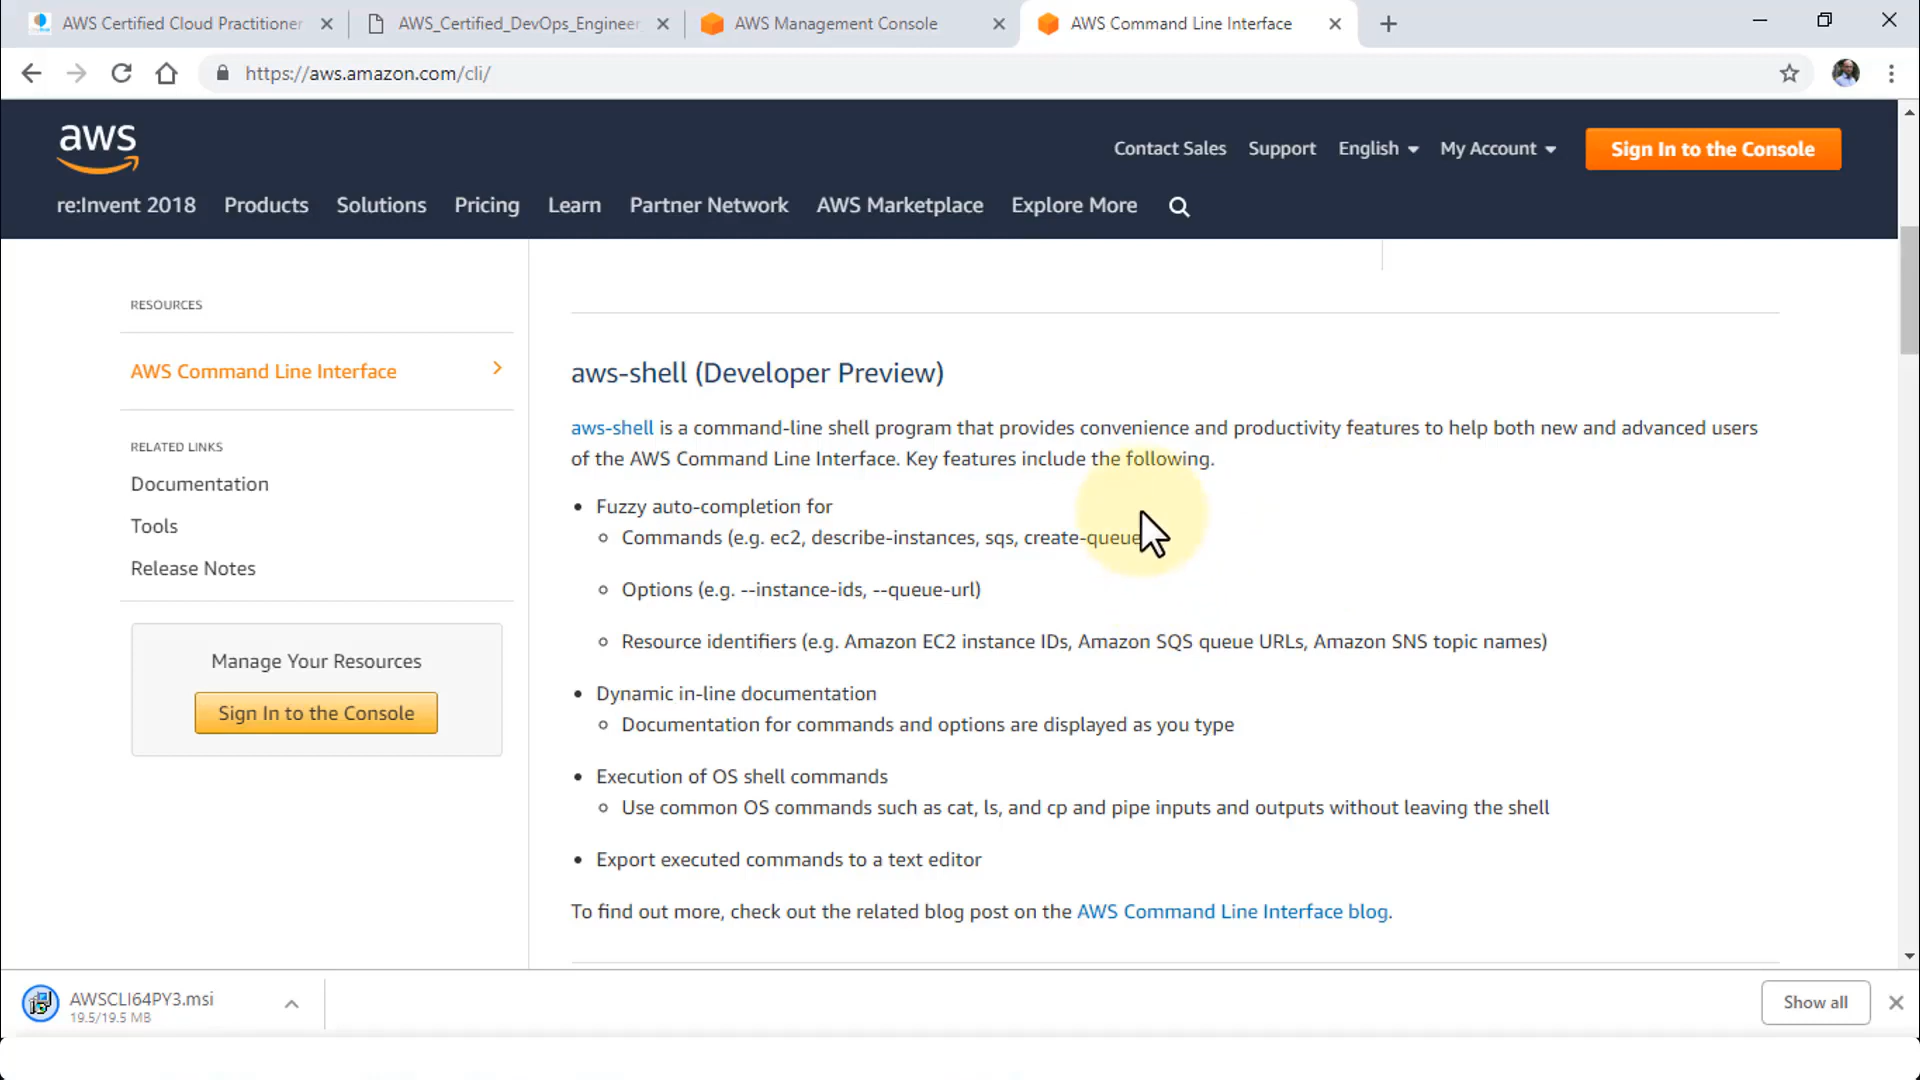 AWS Certified Cloud Practitioner
AWS_Certified_DevOps_Engineer
AWS Management Console
AWS Command Line Interface
https://aws.amazon.com/cli/
aws
Contact Sales
Support
English
My Account
Sign In to the Console
re:Invent 2018
Products
Solutions
Pricing
Learn
Partner Network
AWS Marketplace
Explore More
RESOURCES
AWS Command Line Interface
RELATED LINKS
Documentation
Tools
Release Notes
Manage Your Resources
Sign In to the Console
aws-shell (Developer Preview)
aws-shell is a command-line shell program that provides convenience and productivity features to help both new and advanced users
of the AWS Command Line Interface. Key features include the following.
• Fuzzy auto-completion for
Commands (e.g. ec2, describe-instances, sqs, create-queue
Options (e.g. --instance-ids, --queue-url)
Resource identifiers (e.g. Amazon EC2 instance IDs, Amazon SQS queue URLs, Amazon SNS topic names)
• Dynamic in-line documentation
Documentation for commands and options are displayed as you type
• Execution of OS shell commands
Use common OS commands such as cat, ls, and cp and pipe inputs and outputs without leaving the shell
• Export executed commands to a text editor
To find out more, check out the related blog post on the AWS Command Line Interface blog.
AWSCLI64PY3.msi
19.5/19.5 MB
Show all